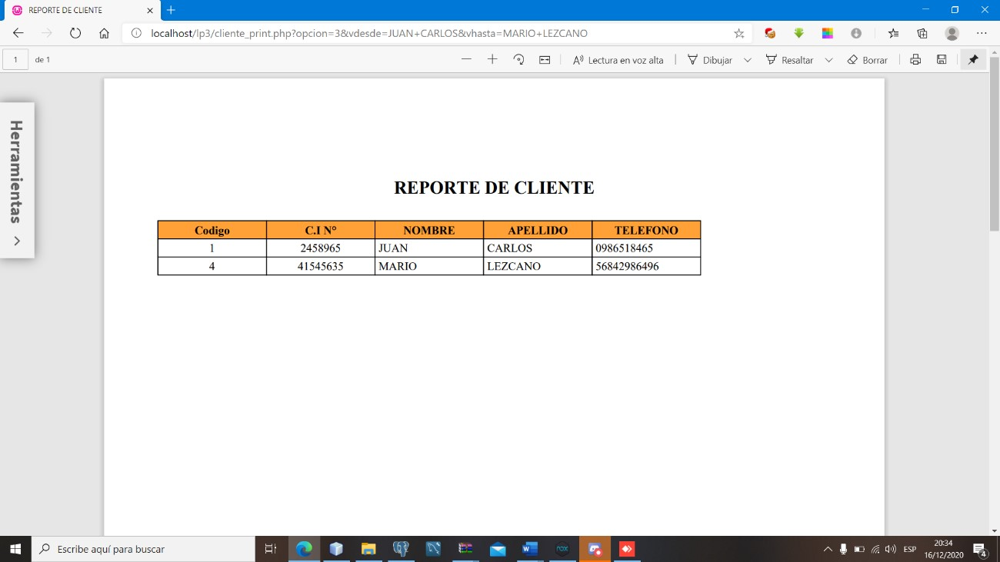 REPORTE DE CLIENTE
localhost/lp3/cliente_print.php?opcion=3&vdesde=JUAN+CARLOS&vhasta=MARIO+LEZCANO
1 de 1 Lectura en voz alta Dibujar Resaltar Borrar
Herramientas
REPORTE DE CLIENTE
Codigo C.I N° NOMBRE APELLIDO TELEFONO
1 2458965 JUAN CARLOS 0986518465
4 41545635 MARIO LEZCANO 56842986496
Escribe aquí para buscar
nox
ESP
20:34
16/12/2020
4